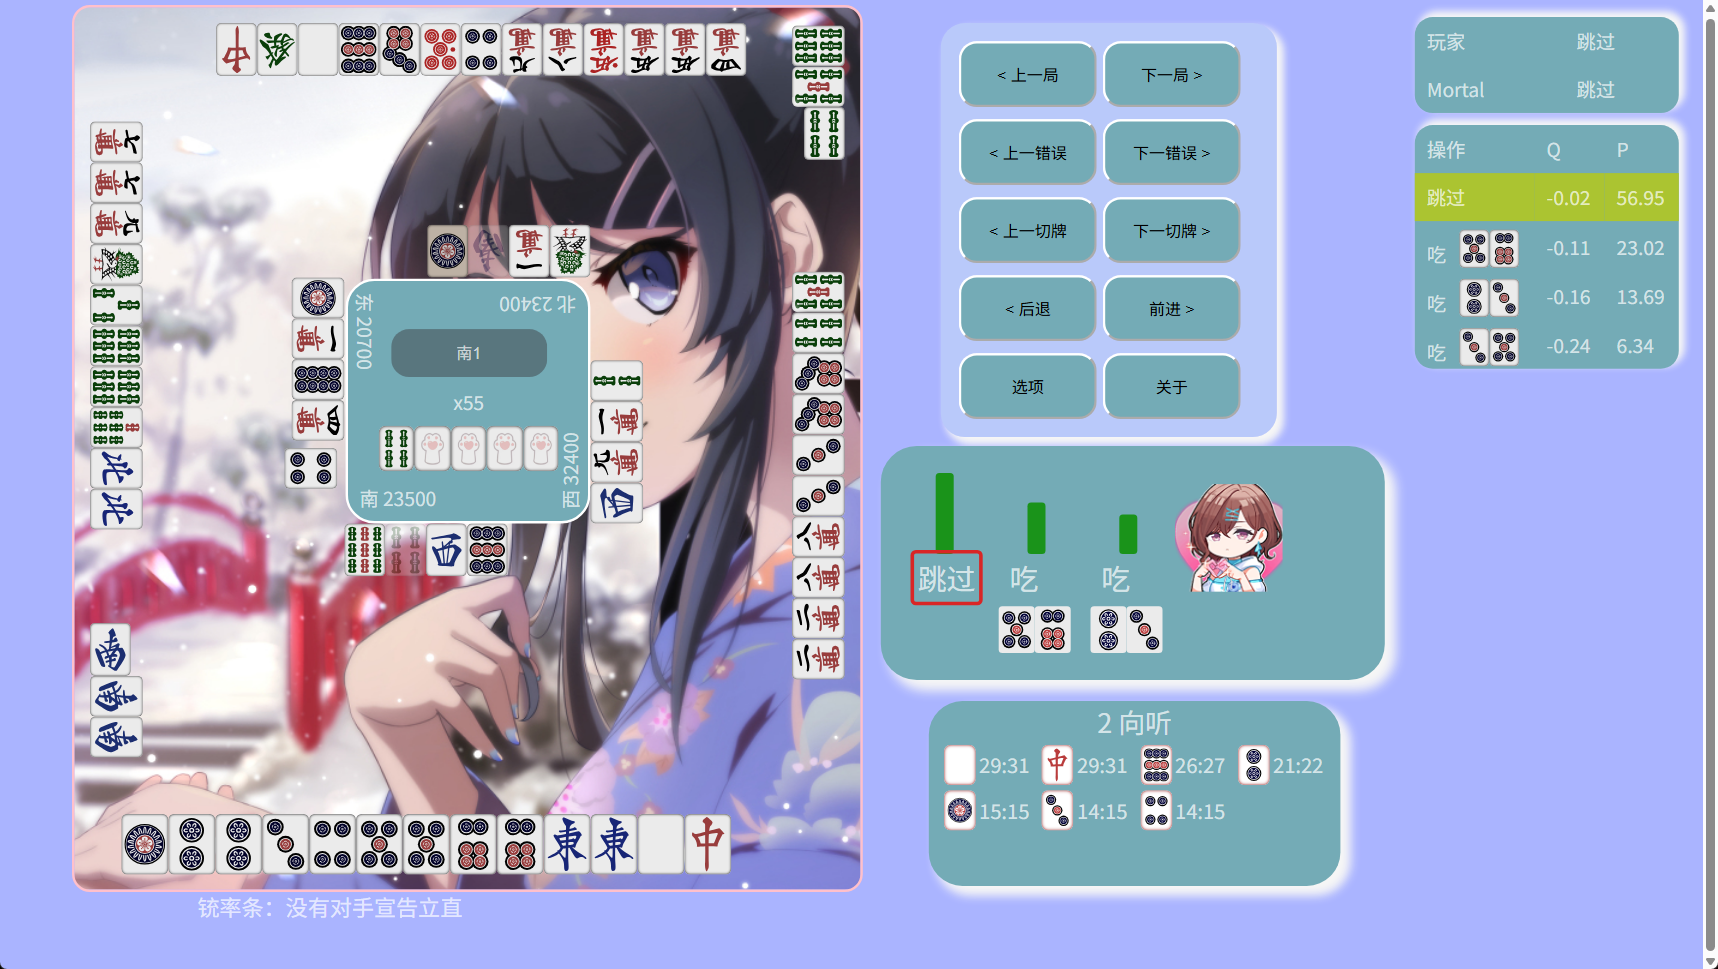 东 20700
北 23400
南1
x55
南 23500
西 32400
铳率条：没有对手宣告立直
< 上一局
下一局 >
< 上一错误
下一错误 >
< 上一切牌
下一切牌 >
< 后退
前进 >
选项
关于
跳过
吃
吃
2 向听
29:31
29:31
26:27
21:22
15:15
14:15
14:15
玩家 跳过
Mortal 跳过
操作 Q P
跳过 -0.02 56.95
吃 -0.11 23.02
吃 -0.16 13.69
吃 -0.24 6.34